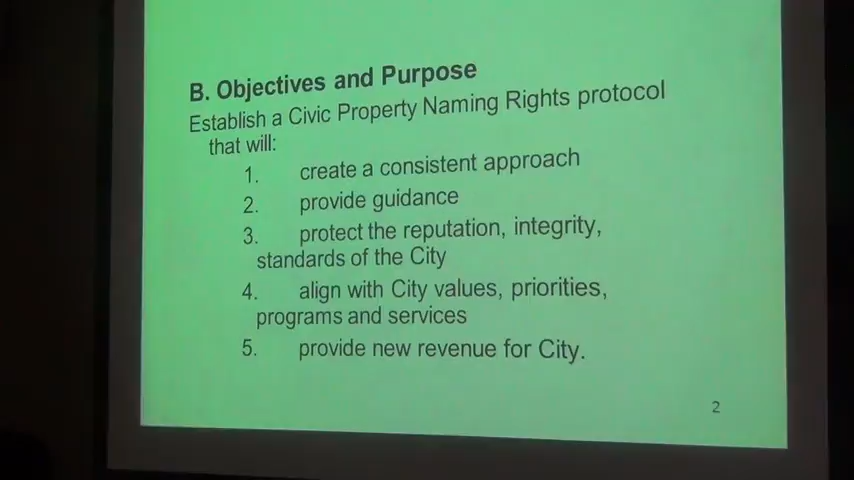 B. Objectives and Purpose
Establish a Civic Property Naming Rights protocol
that will:
1. create a consistent approach
2. provide guidance
3. protect the reputation, integrity,
standards of the City
4. align with City values, priorities,
programs and services
5. provide new revenue for City.
2